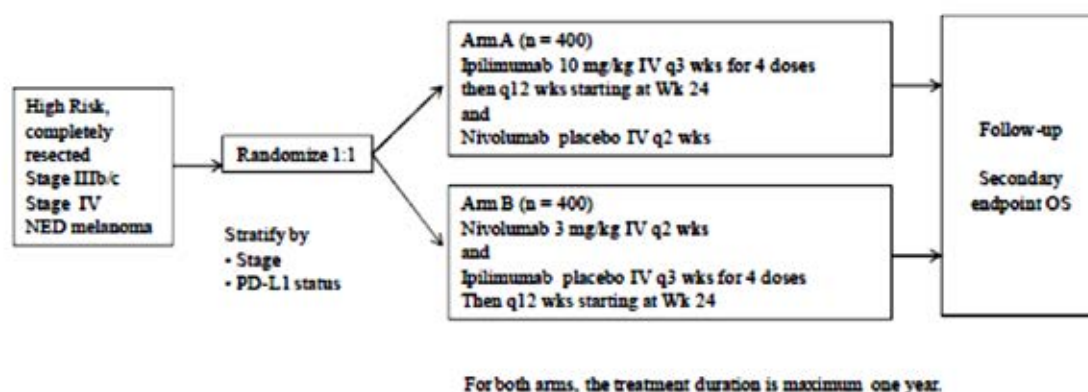 High Risk,
completely
resected
Stage IIIb/c
Stage IV
NED melanoma
Randomize 1:1
Stratify by
• Stage
• PD-L1 status
Arm A (n = 400)
Ipilimumab 10 mg/kg IV q3 wks for 4 doses
then q12 wks starting at Wk 24
and
Nivolumab placebo IV q2 wks
Arm B (n = 400)
Nivolumab 3 mg/kg IV q2 wks
and
Ipilimumab placebo IV q3 wks for 4 doses
Then q12 wks starting at Wk 24
Follow-up
Secondary
endpoint OS
For both arms, the treatment duration is maximum one year.